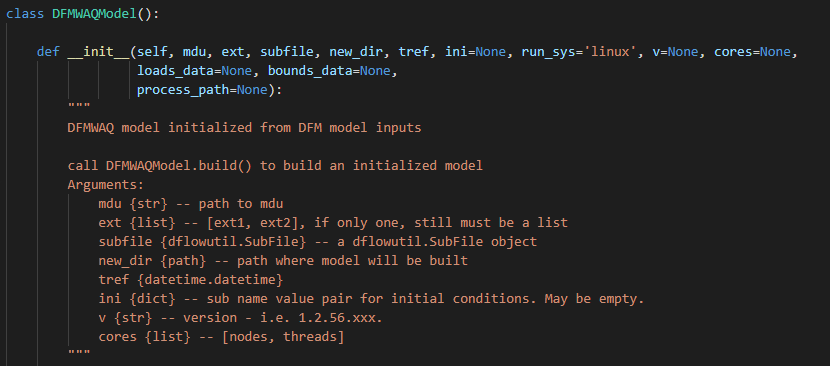 class DFMWAQModel():
def __init__(self, mdu, ext, subfile, new_dir, tref, ini=None, run_sys='linux', v=None, cores=None,
loads_data=None, bounds_data=None,
process_path=None):
"""
DFMWAQ model initialized from DFM model inputs
call DFMWAQModel.build() to build an initialized model
Arguments:
mdu {str} -- path to mdu
ext {list} -- [ext1, ext2], if only one, still must be a list
subfile {dflowutil.SubFile} -- a dflowutil.SubFile object
new_dir {path} -- path where model will be built
tref {datetime.datetime}
ini {dict} -- sub name value pair for initial conditions. May be empty.
v {str} -- version - i.e. 1.2.56.xxx.
cores {list} -- [nodes, threads]
"""